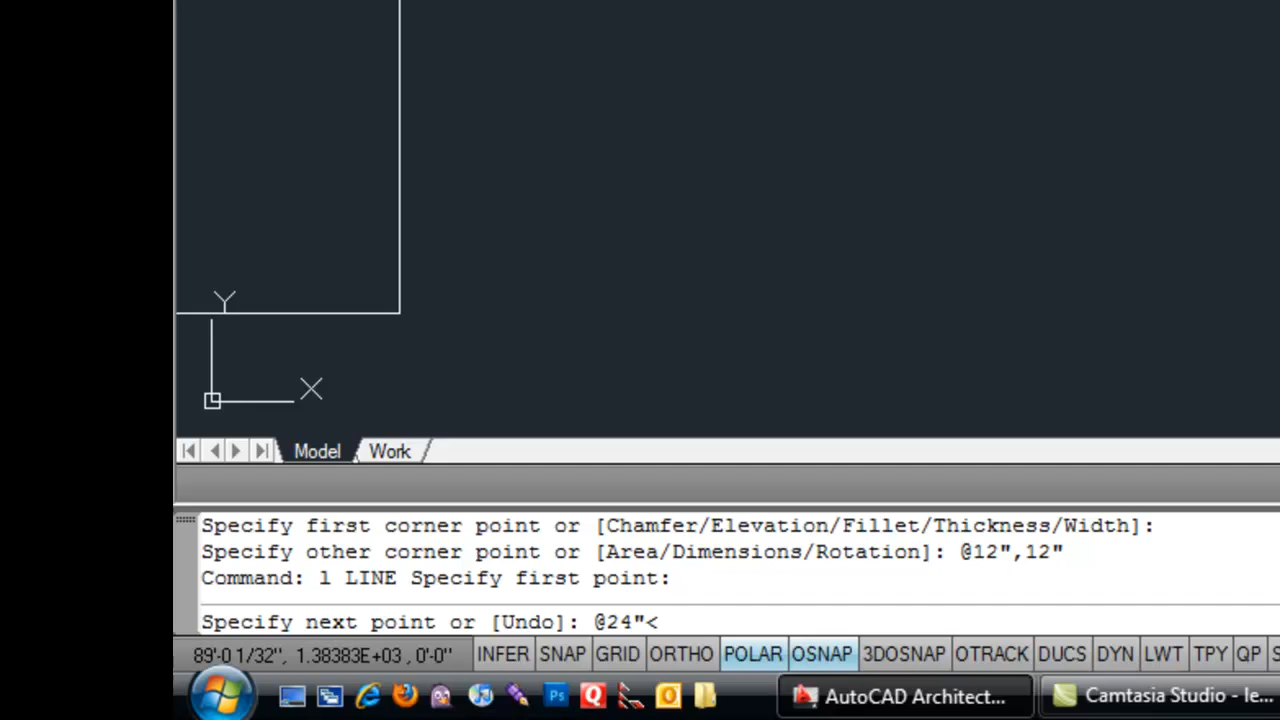 Y
X
Model Work
Specify first corner point or [Chamfer/Elevation/Fillet/Thickness/Width]:
Specify other corner point or [Area/Dimensions/Rotation]: @12",12"
Command: l LINE Specify first point:
Specify next point or [Undo]: @24"<
89'-0 1/32", 1.38383E+03 , 0'-0" INFER SNAP GRID ORTHO POLAR OSNAP 3DOSNAP OTRACK DUCS DYN LWT TPY QP S
Ps Q AutoCAD Architect... Camtasia Studio - le...